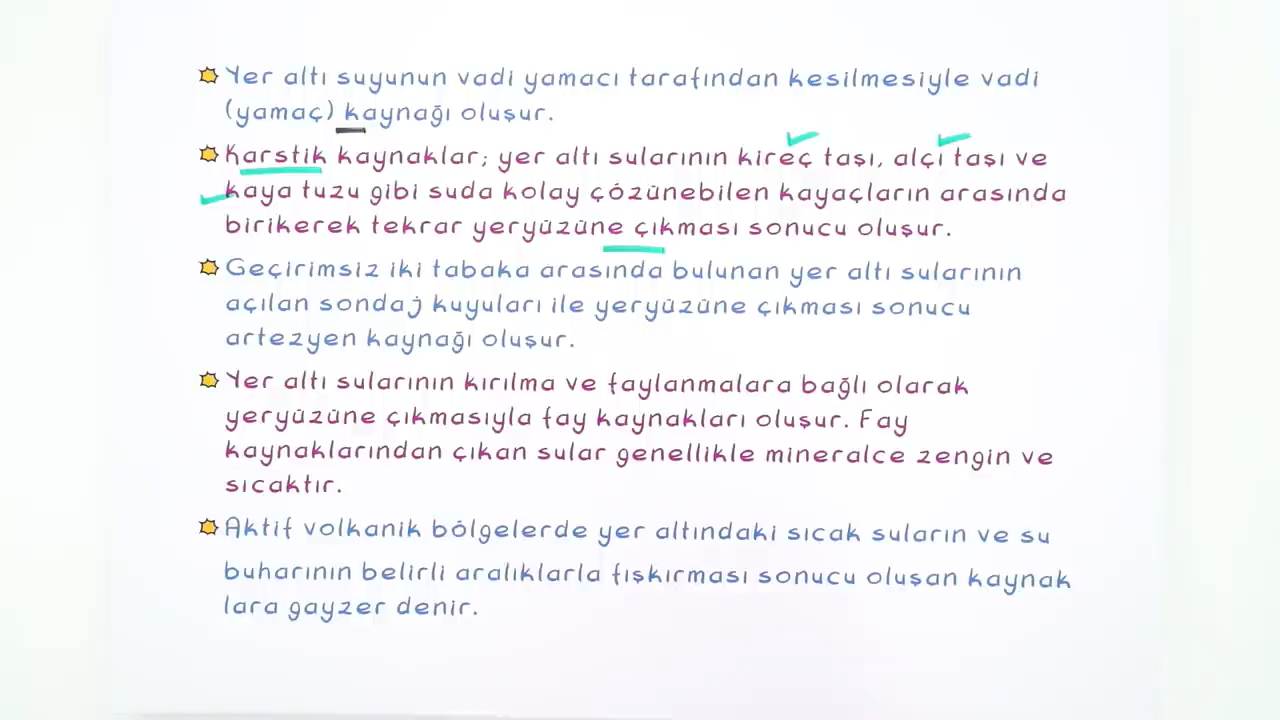 Yer altı suyunun vadi yamacı tarafından kesilmesiyle vadi
(yamaç) kaynağı oluşur.
Karstik kaynaklar; yer altı sularının kireç taşı, alçı taşı ve
kaya tuzu gibi suda kolay çözünebilen kayaçların arasında
birikerek tekrar yeryüzüne çıkması sonucu oluşur.
Geçirimsiz iki tabaka arasında bulunan yer altı sularının
açılan sondaj kuyuları ile yeryüzüne çıkması sonucu
artezyen kaynağı oluşur.
Yer altı sularının kırılma ve faylanmalara bağlı olarak
yeryüzüne çıkmasıyla fay kaynakları oluşur. Fay
kaynaklarından çıkan sular genellikle mineralce zengin ve
sıcaktır.
Aktif volkanik bölgelerde yer altındaki sıcak suların ve su
buharının belirli aralıklarla fışkırması sonucu oluşan kaynak
lara gayzer denir.